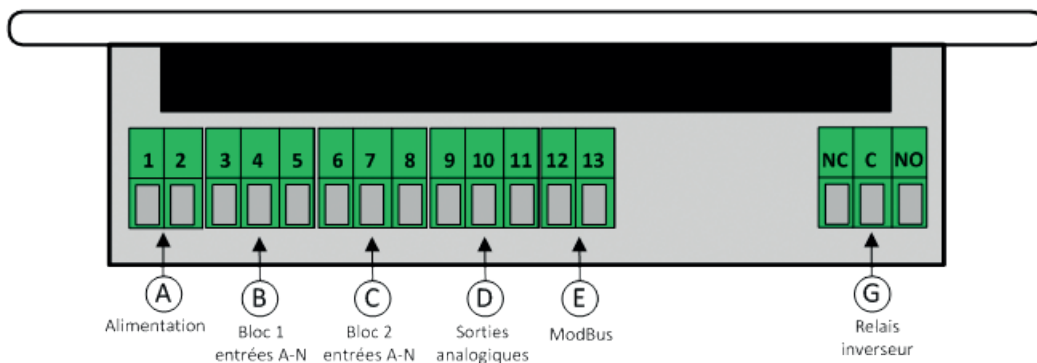 1 2 3 4 5 6 7 8 9 10 11 12 13 NC C NO
A B C D E G
Alimentation
Bloc 1
entrées A-N
Bloc 2
entrées A-N
Sorties
analogiques
ModBus
Relais
inverseur